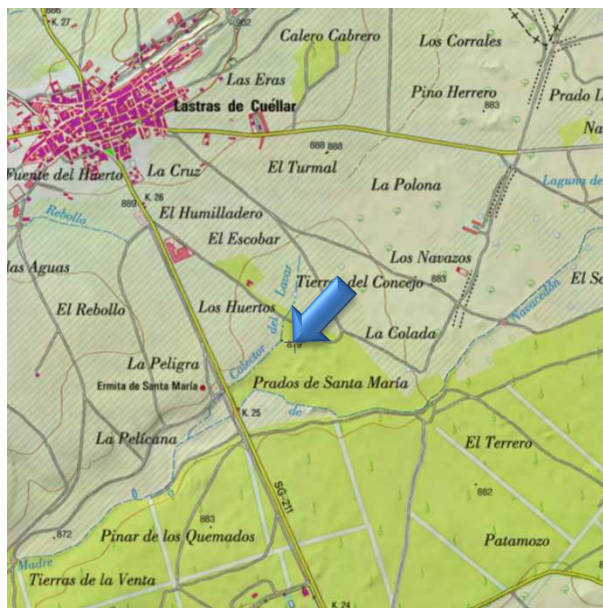 886
K. 27
902
Calero Cabrero
Los Corrales
Las Eras
Pino Herrero
883
Prado
Lastras de Cuéllar
888
888
Fuente del Huerto
La Cruz
El Turmal
La Polona
Laguna de
889
K. 26
Rebollo
El Humilladero
El Escobar
Los Navazos
las Aguas
Tierra del Concejo
883
El Rebollo
Los Huertos
Colector del Lavar
La Colada
Navacedón
La Peligra
Ermita de Santa María
Prados de Santa María
K. 25
de
La Pelícana
El Terrero
882
SG-211
872
883
Pinar de los Quemados
Patamozo
Madre
Tierras de la Venta
K. 24